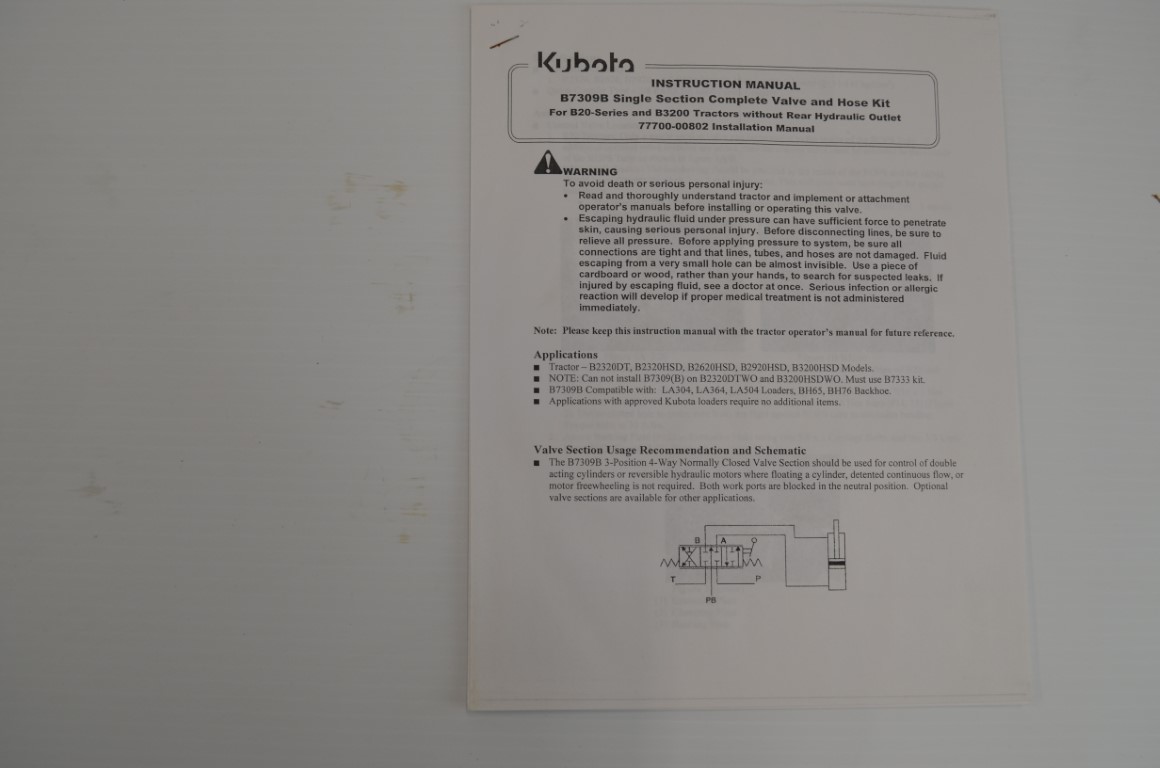 Kubota
INSTRUCTION MANUAL
B7309B Single Section Complete Valve and Hose Kit
For B20-Series and B3200 Tractors without Rear Hydraulic Outlet
77700-00802 Installation Manual
WARNING
To avoid death or serious personal injury:
• Read and thoroughly understand tractor and implement or attachment
operator's manuals before installing or operating this valve.
• Escaping hydraulic fluid under pressure can have sufficient force to penetrate
skin, causing serious personal injury. Before disconnecting lines, be sure to
relieve all pressure. Before applying pressure to system, be sure all
connections are tight and that lines, tubes, and hoses are not damaged. Fluid
escaping from a very small hole can be almost invisible. Use a piece of
cardboard or wood, rather than your hands, to search for suspected leaks. If
injured by escaping fluid, see a doctor at once. Serious infection or allergic
reaction will develop if proper medical treatment is not administered
immediately.
Note: Please keep this instruction manual with the tractor operator's manual for future reference.
Applications
■ Tractor – B2320DT, B2320HSD, B2620HSD, B2920HSD, B3200HSD Models.
■ NOTE: Can not install B7309(B) on B2320DTWO and B3200HSDWO. Must use B7333 kit.
■ B7309B Compatible with: LA304, LA364, LA504 Loaders, BH65, BH76 Backhoe.
■ Applications with approved Kubota loaders require no additional items.
Valve Section Usage Recommendation and Schematic
■ The B7309B 3-Position 4-Way Normally Closed Valve Section should be used for control of double
acting cylinders or reversible hydraulic motors where floating a cylinder, detented continuous flow, or
motor freewheeling is not required. Both work ports are blocked in the neutral position. Optional
valve sections are available for other applications.
B A
T P
PB